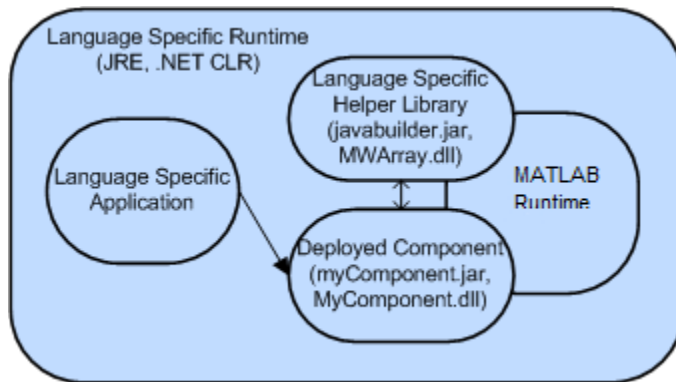 Language Specific Runtime
(JRE, .NET CLR)
Language Specific
Helper Library
(javabuilder.jar,
MWArray.dll)
Language Specific
Application
MATLAB
Runtime
Deployed Component
(myComponent.jar,
MyComponent.dll)